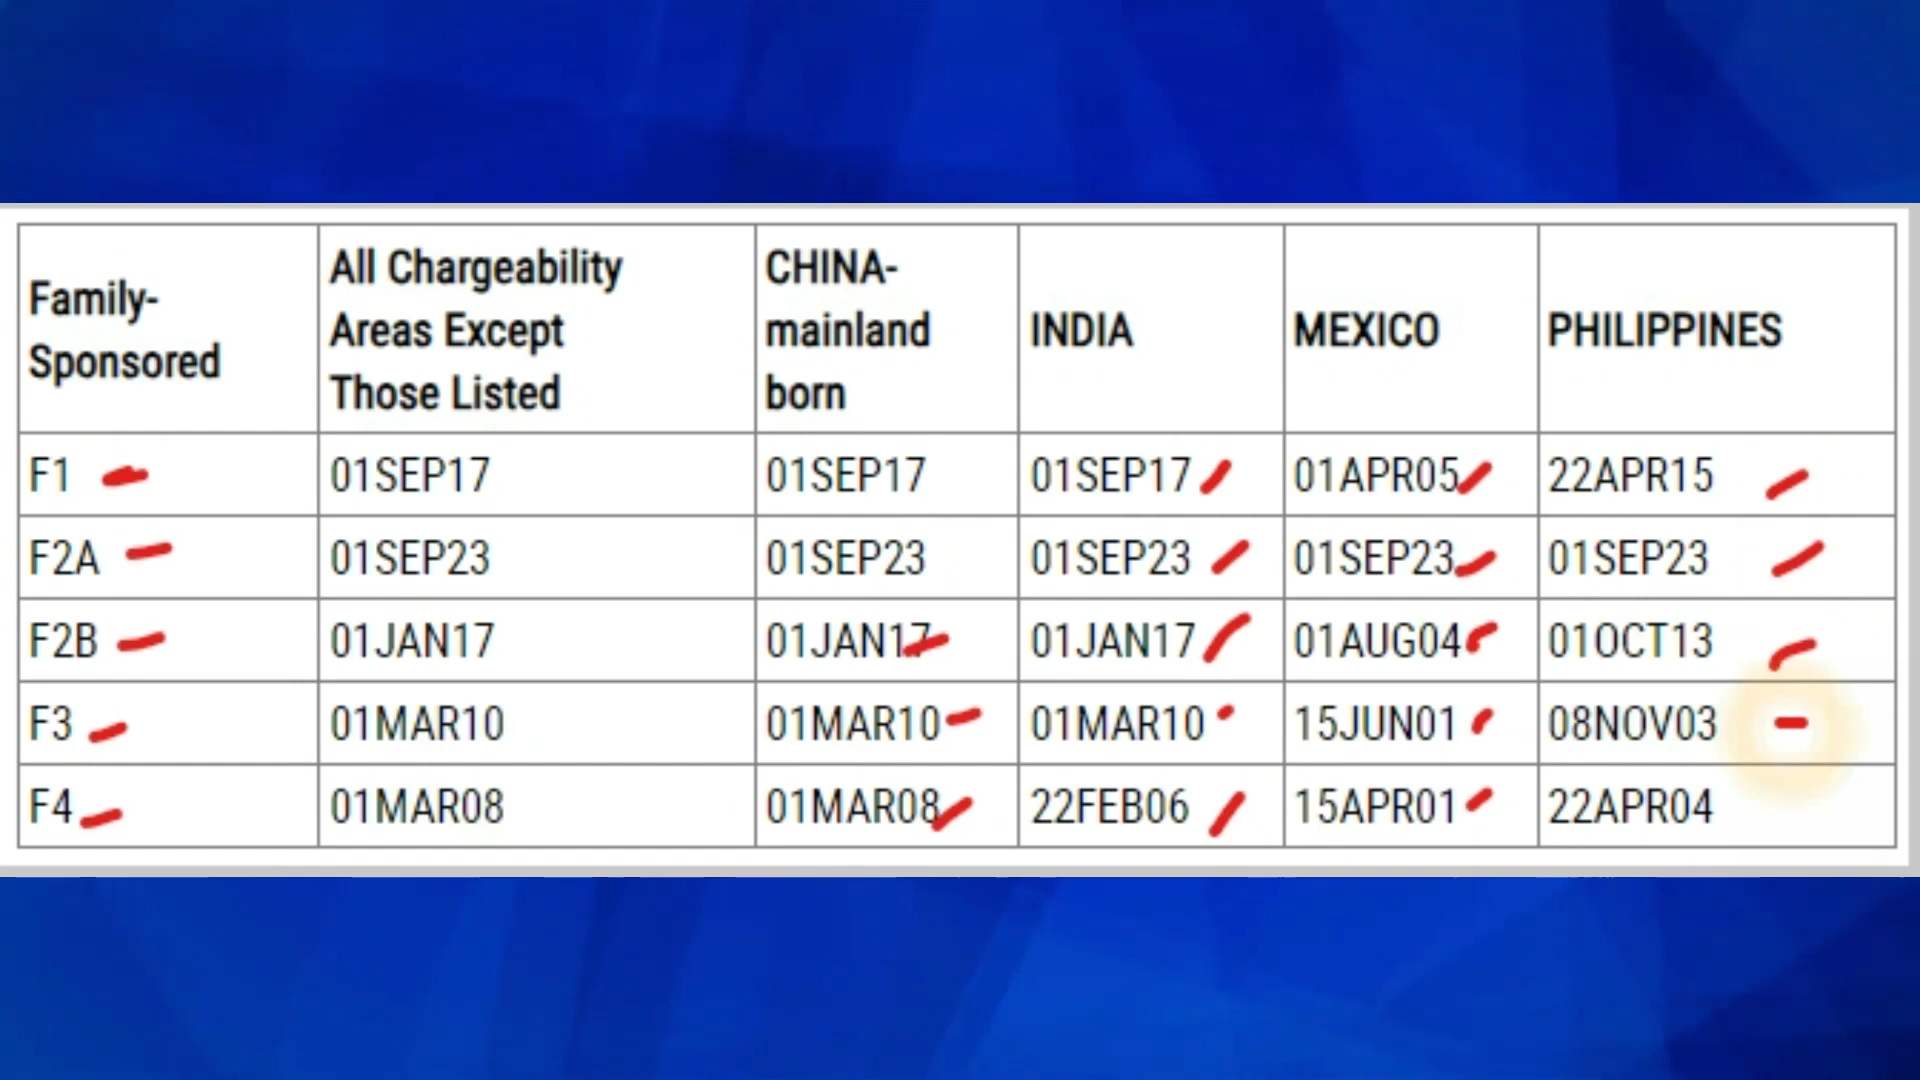 Family-
Sponsored
All Chargeability
Areas Except
Those Listed
CHINA-
mainland
born
INDIA
MEXICO
PHILIPPINES
F1 01SEP17 01SEP17 01SEP17 01APR05 22APR15
F2A 01SEP23 01SEP23 01SEP23 01SEP23 01SEP23
F2B 01JAN17 01JAN17 01JAN17 01AUG04 01OCT13
F3 01MAR10 01MAR10 01MAR10 15JUN01 08NOV03
F4 01MAR08 01MAR08 22FEB06 15APR01 22APR04